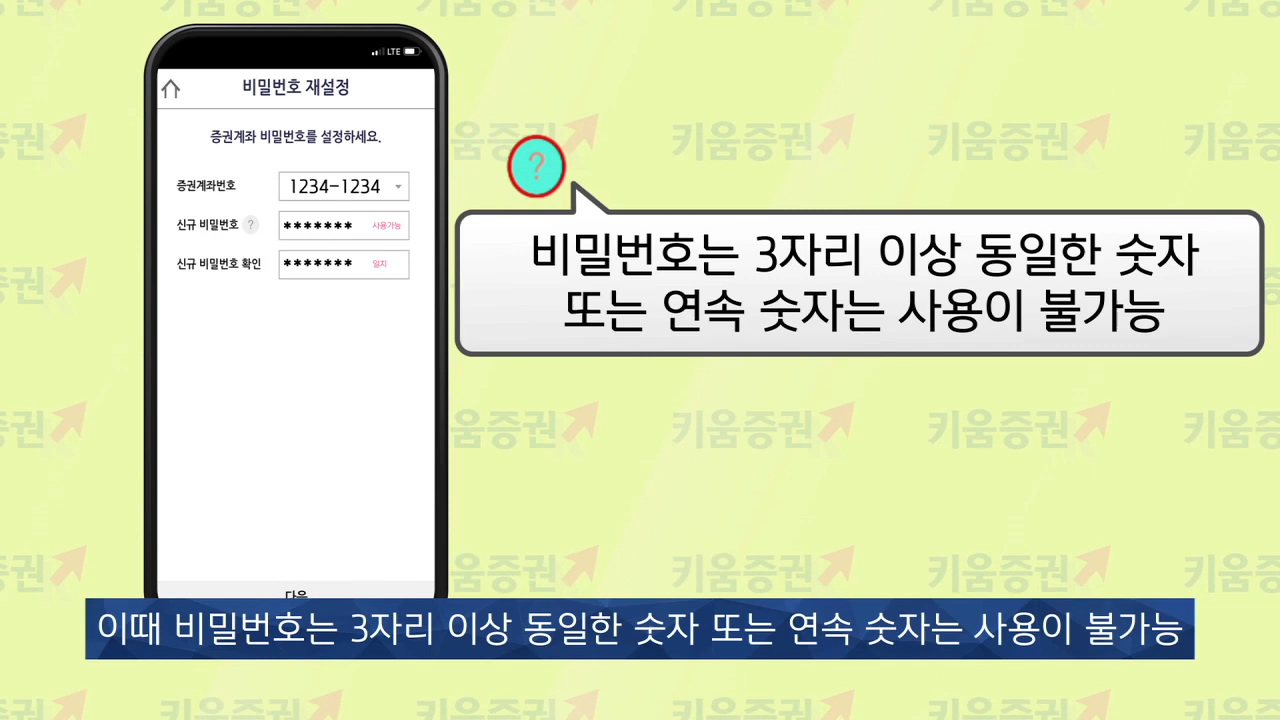 LTE
비밀번호 재설정
증권계좌 비밀번호를 설정하세요.
증권계좌번호 1234-1234
신규 비밀번호 ? ******* 사용가능
신규 비밀번호 확인 ******* 일치
다음
?
비밀번호는 3자리 이상 동일한 숫자
또는 연속 숫자는 사용이 불가능
이때 비밀번호는 3자리 이상 동일한 숫자 또는 연속 숫자는 사용이 불가능
키움증권